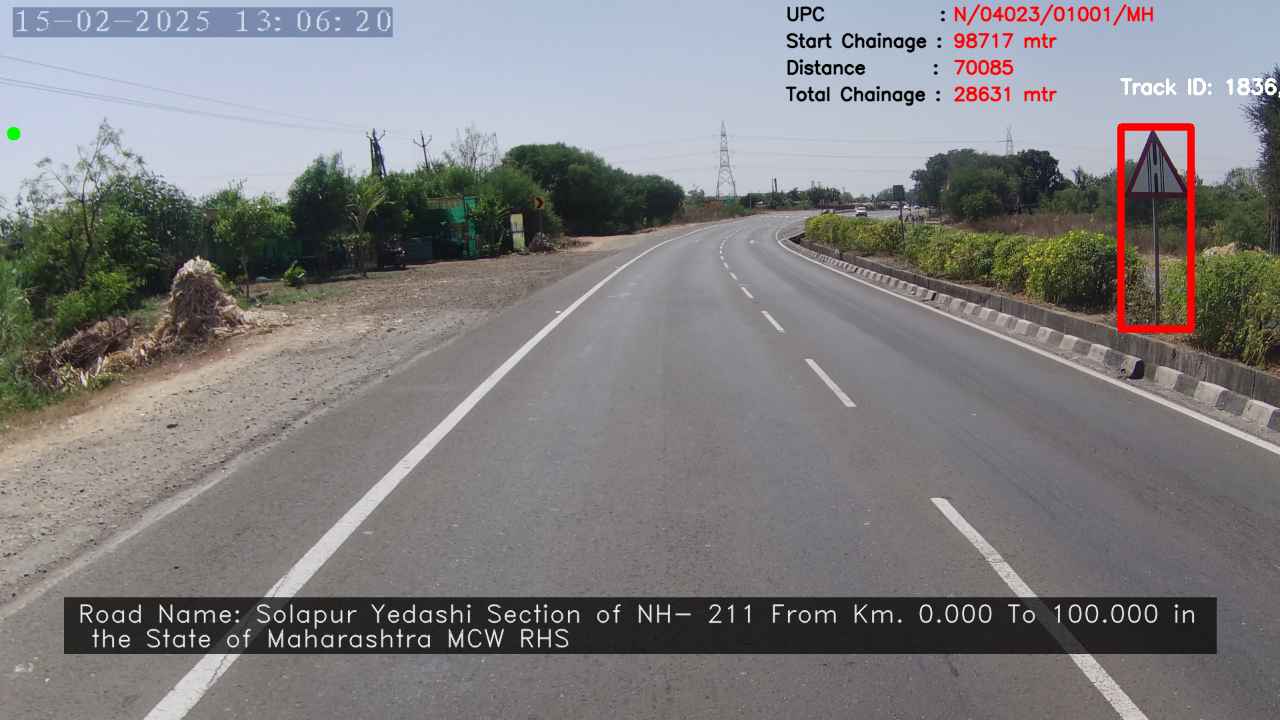 15-02-2025 13:06:20
UPC : N/04023/01001/MH
Start Chainage : 98717 mtr
Distance : 70085
Total Chainage : 28631 mtr
Track ID: 1836,
Road Name: Solapur Yedashi Section of NH- 211 From Km. 0.000 To 100.000 in
the State of Maharashtra MCW RHS